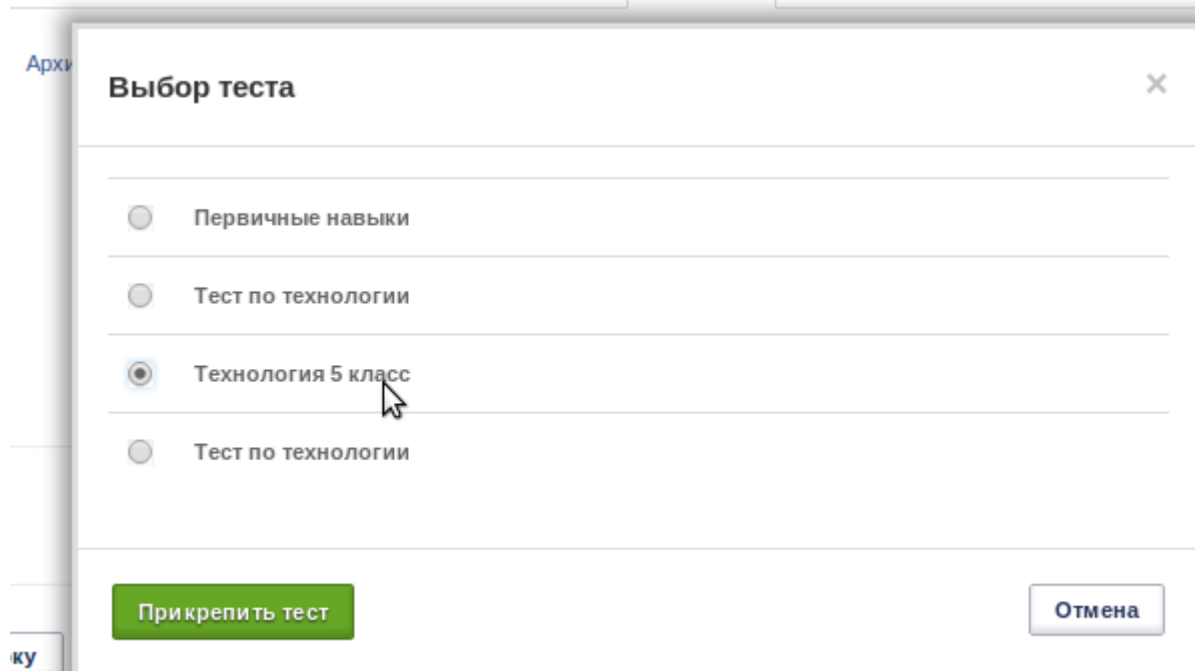 Выбор теста
Первичные навыки
Тест по технологии
Технология 5 класс
Тест по технологии
Прикрепить тест
Отмена